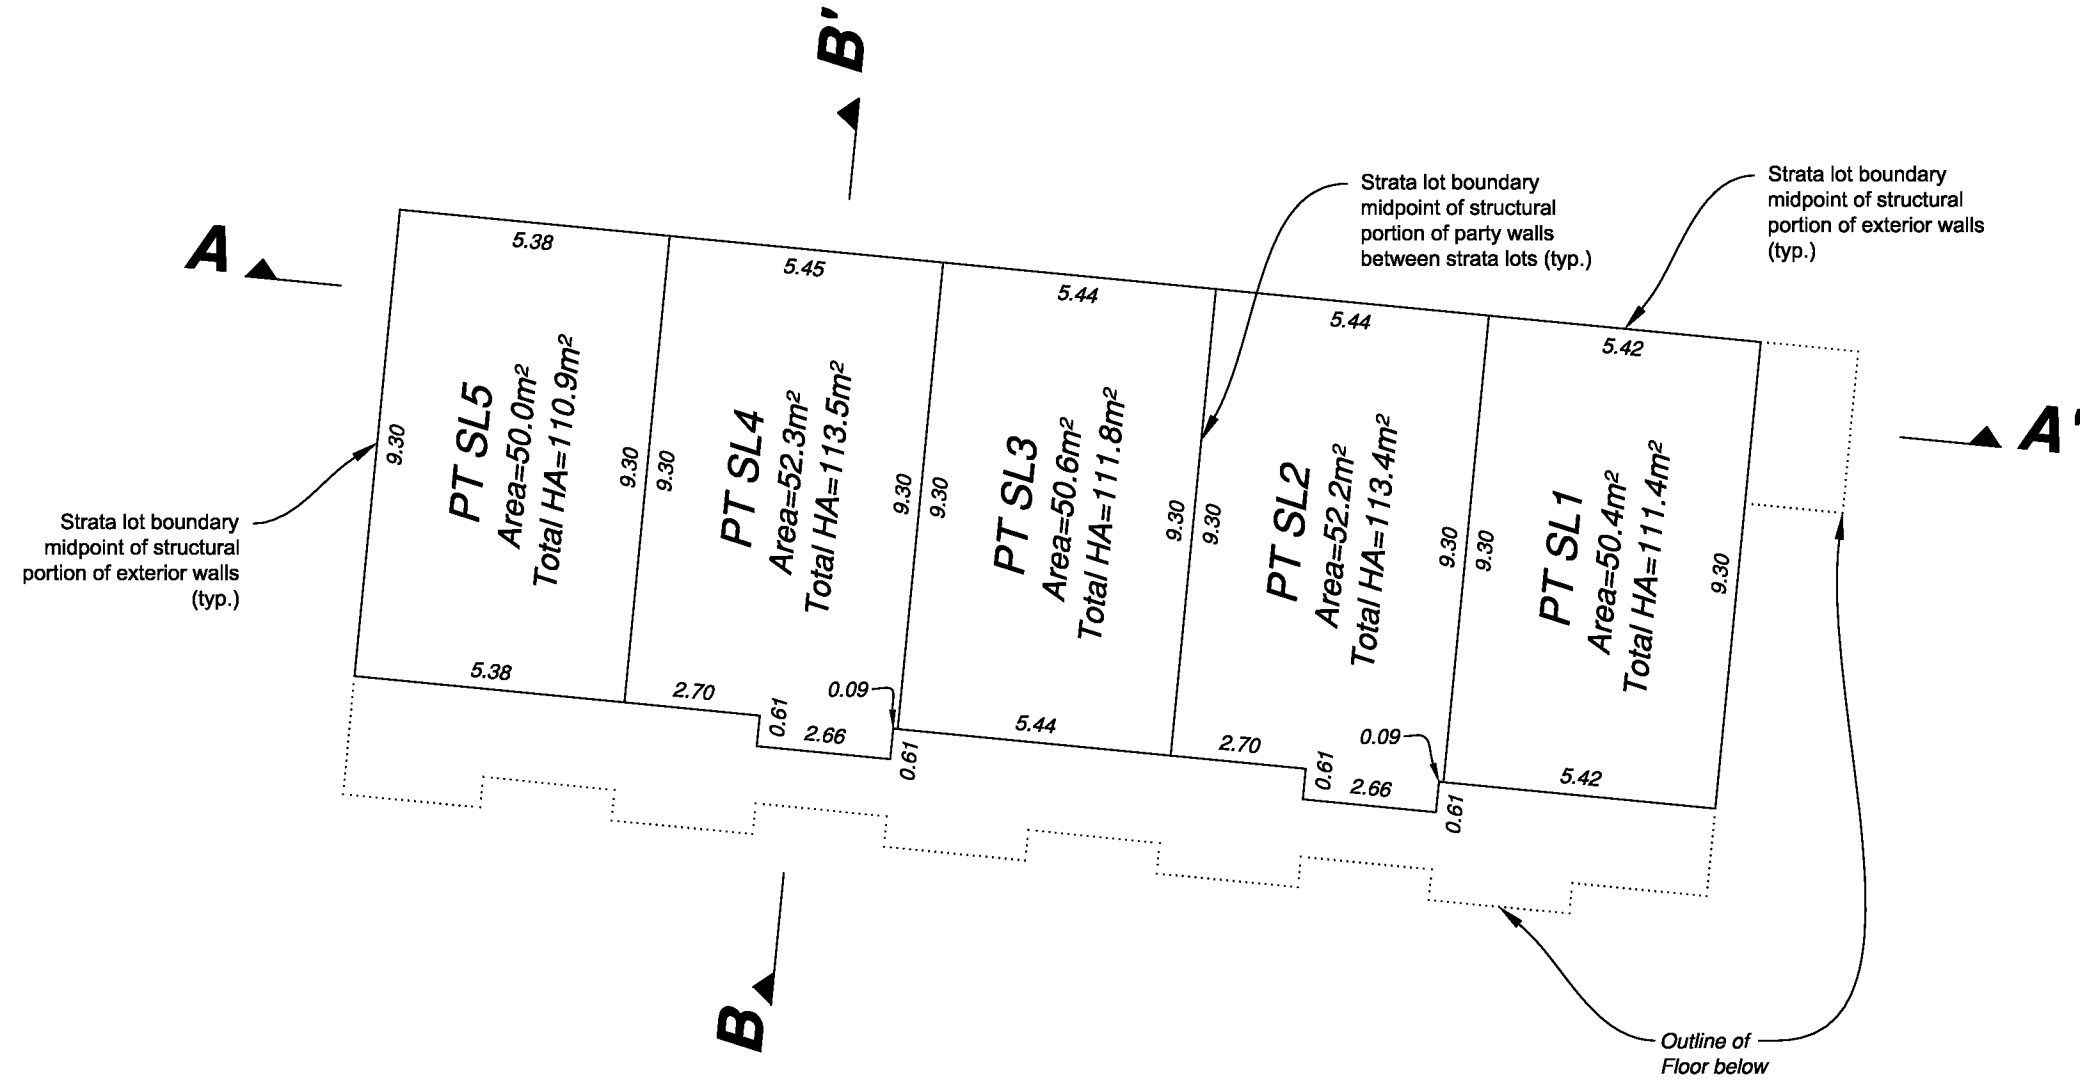 B'
A
A'
B
Strata lot boundary
midpoint of structural
portion of party walls
between strata lots (typ.)
Strata lot boundary
midpoint of structural
portion of exterior walls
(typ.)
Strata lot boundary
midpoint of structural
portion of exterior walls
(typ.)
5.38
9.30
PT SL5
Area=50.0m²
Total HA=110.9m²
9.30
5.38
5.45
9.30
PT SL4
Area=52.3m²
Total HA=113.5m²
9.30
2.70
0.61
2.66
0.09
0.61
5.44
9.30
PT SL3
Area=50.6m²
Total HA=111.8m²
9.30
5.44
5.44
9.30
PT SL2
Area=52.2m²
Total HA=113.4m²
9.30
2.70
0.61
2.66
0.09
0.61
5.42
9.30
PT SL1
Area=50.4m²
Total HA=111.4m²
9.30
5.42
Outline of
Floor below